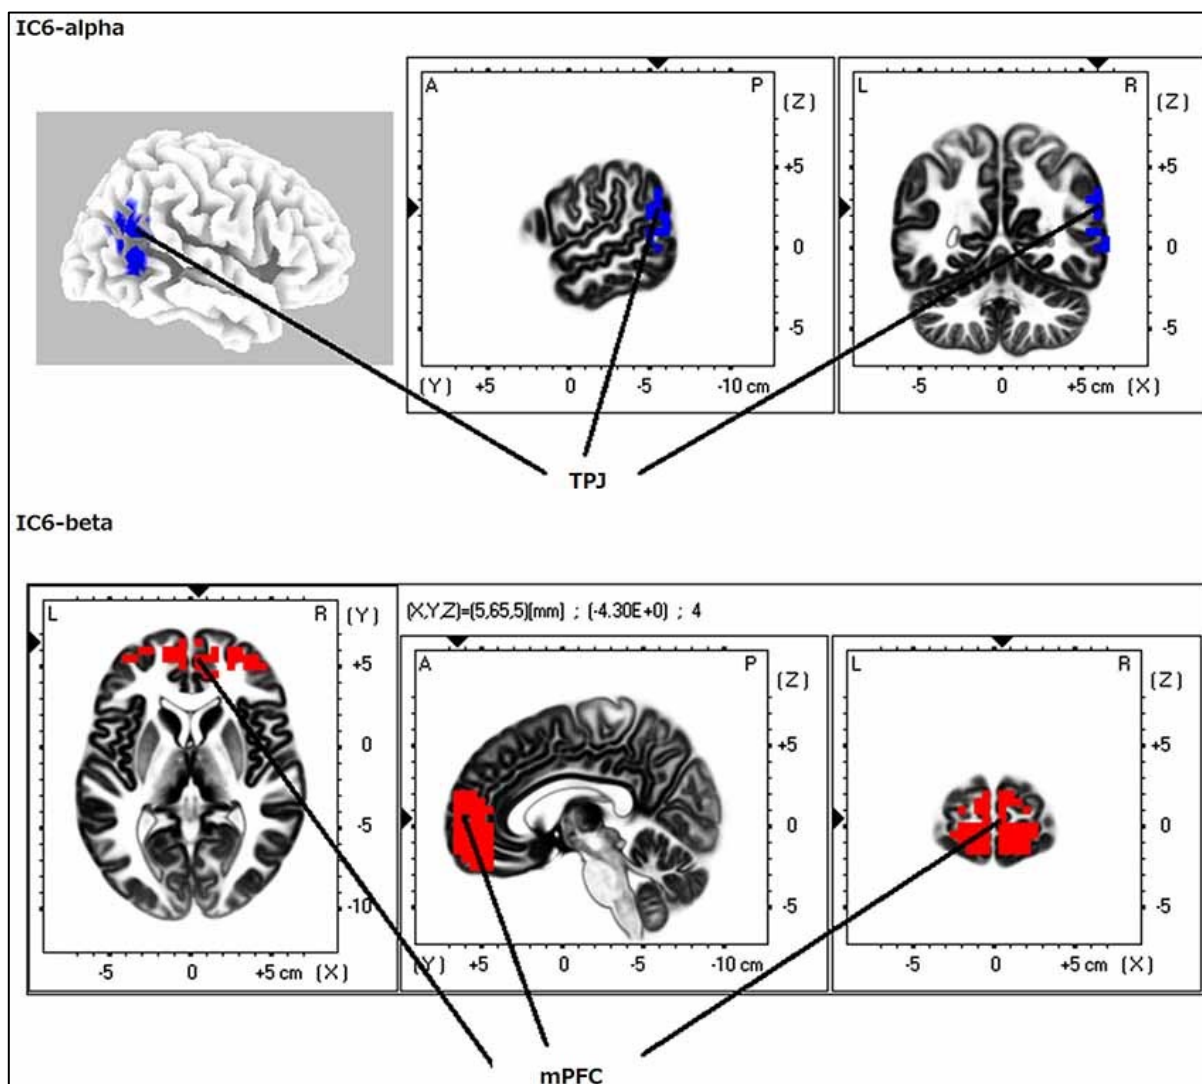 IC6-alpha
A P (Z)
+5
0
-5
(Y) +5 0 -5 -10 cm
L R (Z)
+5
0
-5
-5 0 +5 cm (X)
TPJ
IC6-beta
L R (Y)
+5
0
-5
-10
-5 0 +5 cm (X)
(X,Y,Z)=(5,65,5)[mm] ; (-4.30E+0) ; 4
A P (Z)
+5
0
-5
(Y) +5 0 -5 -10 cm
L R (Z)
+5
0
-5
-5 0 +5 cm (X)
mPFC